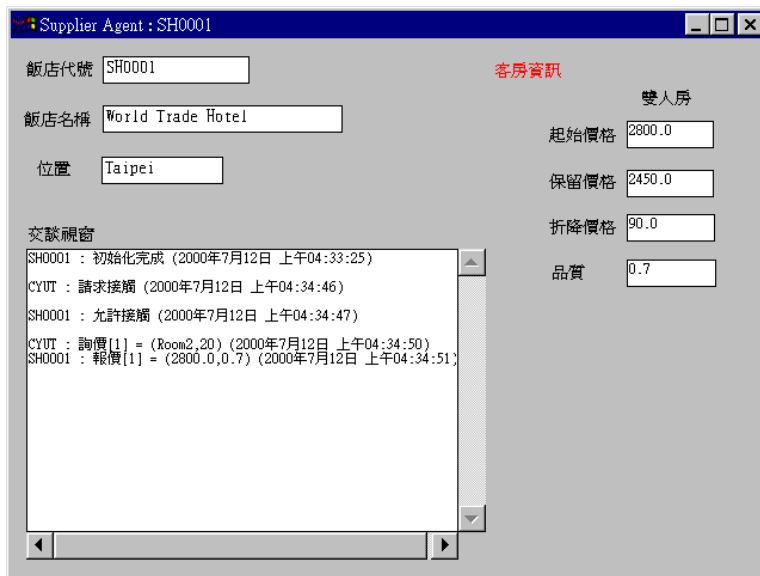 Supplier Agent : SH0001
飯店代號 SH0001
客房資訊
雙人房
飯店名稱 World Trade Hotel
起始價格 2800.0
位置 Taipei
保留價格 2450.0
折降價格 90.0
品質 0.7
交談視窗
SH0001 : 初始化完成 (2000年7月12日 上午04:33:25)
CYUT : 請求接觸 (2000年7月12日 上午04:34:46)
SH0001 : 允許接觸 (2000年7月12日 上午04:34:47)
CYUT : 詢價[1] = (Room2,20) (2000年7月12日 上午04:34:50)
SH0001 : 報價[1] = (2800.0,0.7) (2000年7月12日 上午04:34:51)